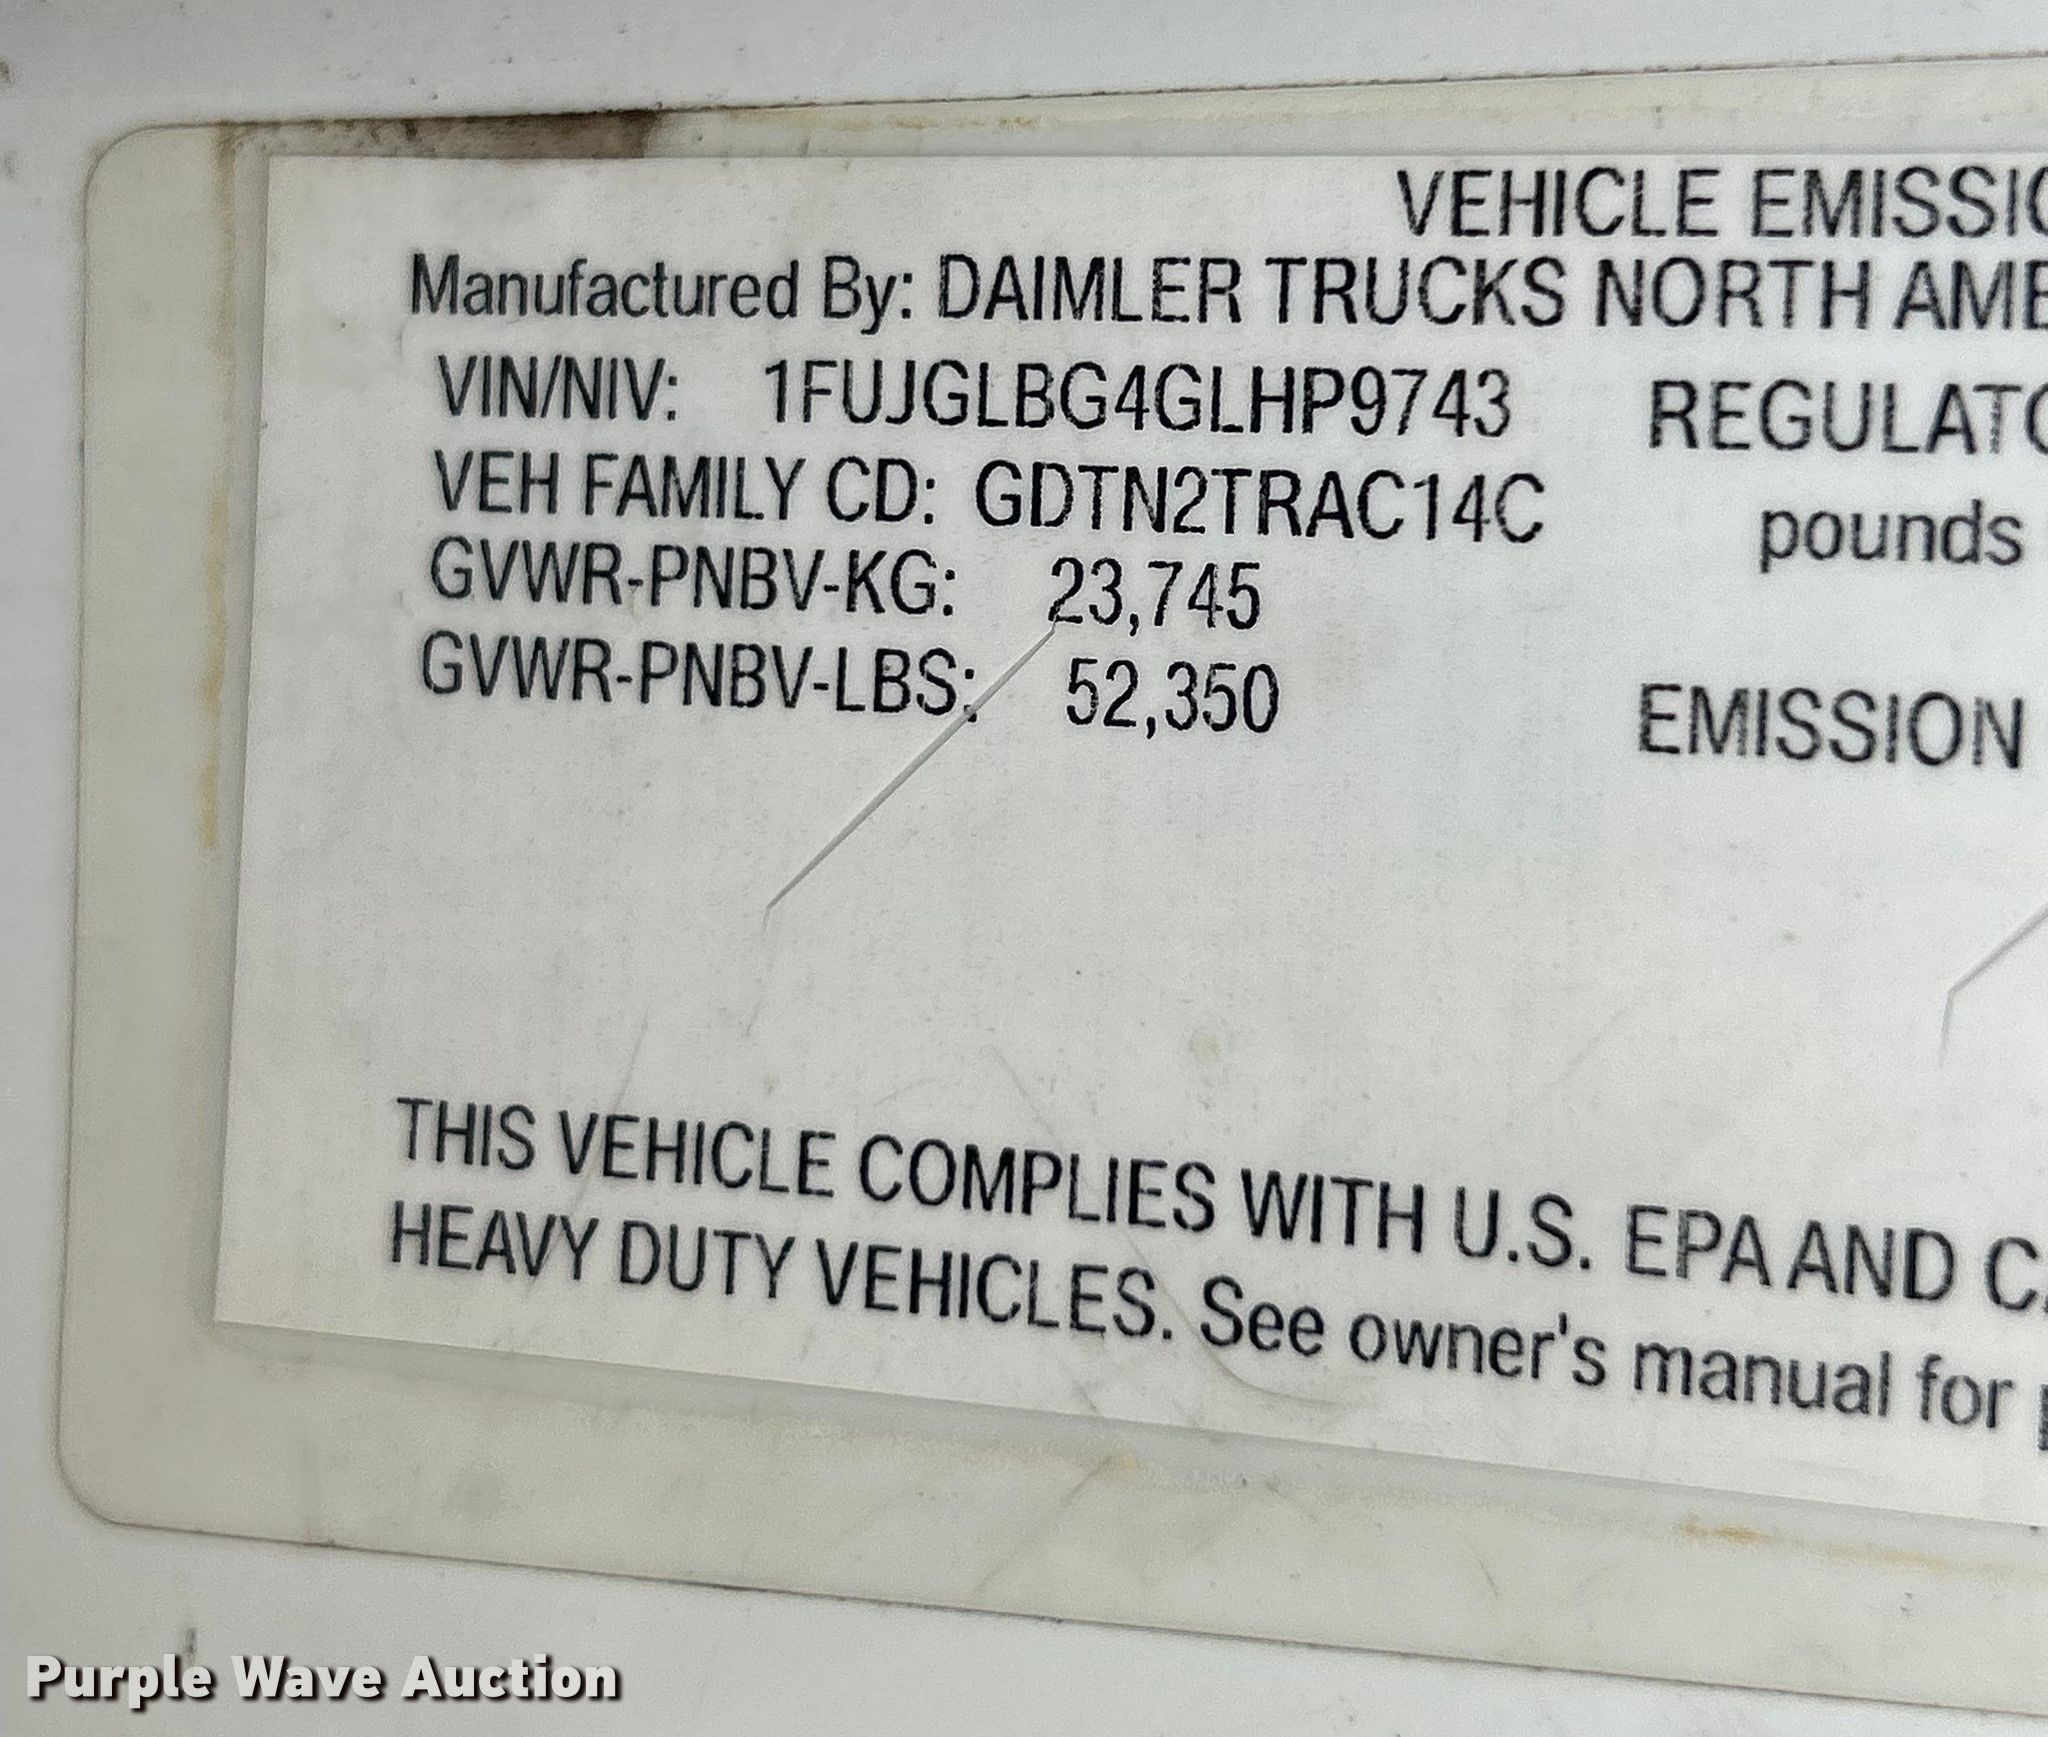 VEHICLE EMISSIO
Manufactured By: DAIMLER TRUCKS NORTH AME
VIN/NIV: 1FUJGLBG4GLHP9743 REGULATO
VEH FAMILY CD: GDTN2TRAC14C pounds
GVWR-PNBV-KG: 23,745
GVWR-PNBV-LBS: 52,350 EMISSION
THIS VEHICLE COMPLIES WITH U.S. EPA AND C
HEAVY DUTY VEHICLES. See owner's manual for
Purple Wave Auction